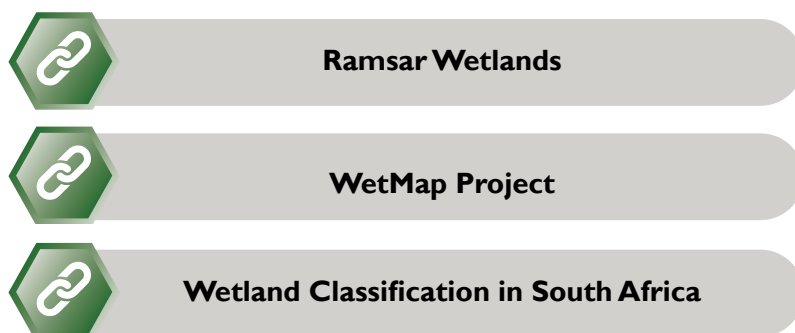 Ramsar Wetlands
WetMap Project
Wetland Classification in South Africa